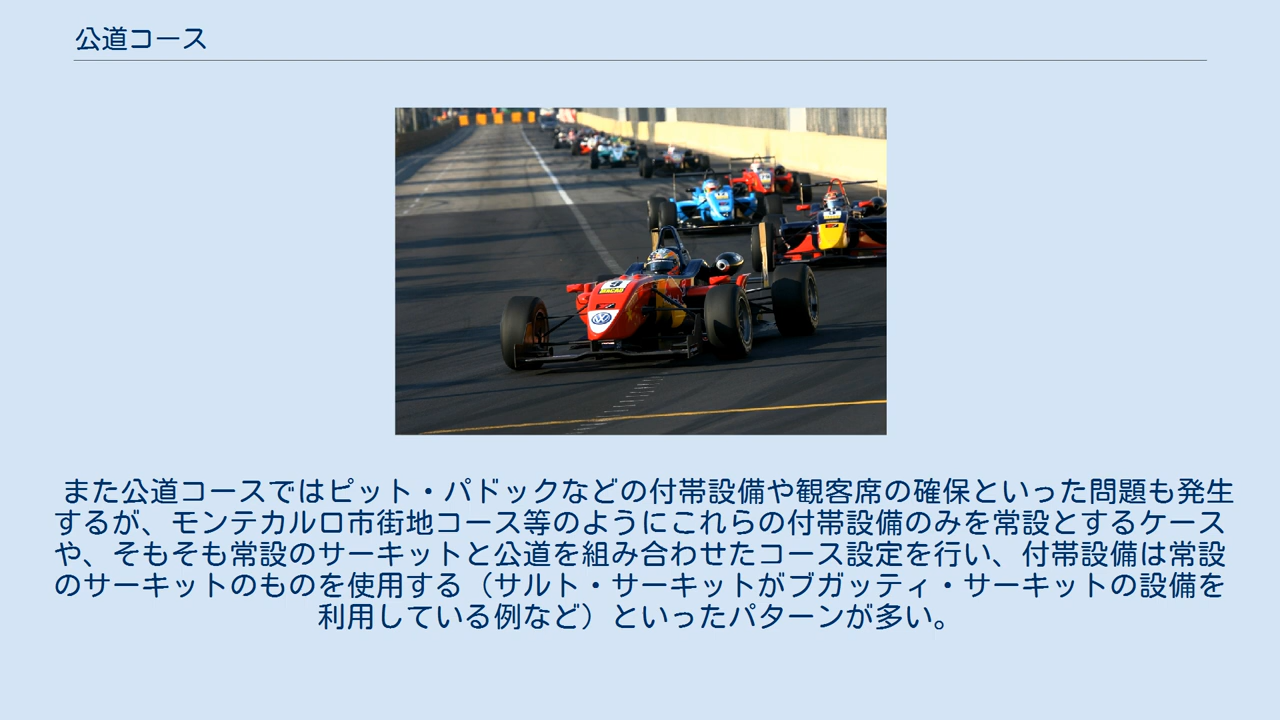 公道コース
また公道コースではピット・パドックなどの付帯設備や観客席の確保といった問題も発生
するが、モンテカルロ市街地コース等のようにこれらの付帯設備のみを常設とするケース
や、そもそも常設のサーキットと公道を組み合わせたコース設定を行い、付帯設備は常設
のサーキットのものを使用する（サルト・サーキットがブガッティ・サーキットの設備を
利用している例など）といったパターンが多い。